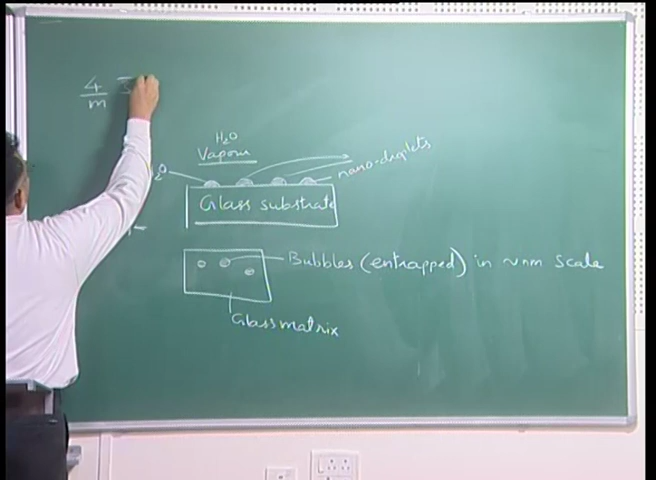 4
m
H₂O
Vapour
nano-droplets
Glass substrate
Bubbles (entrapped) in ~nm scale
Glass matrix